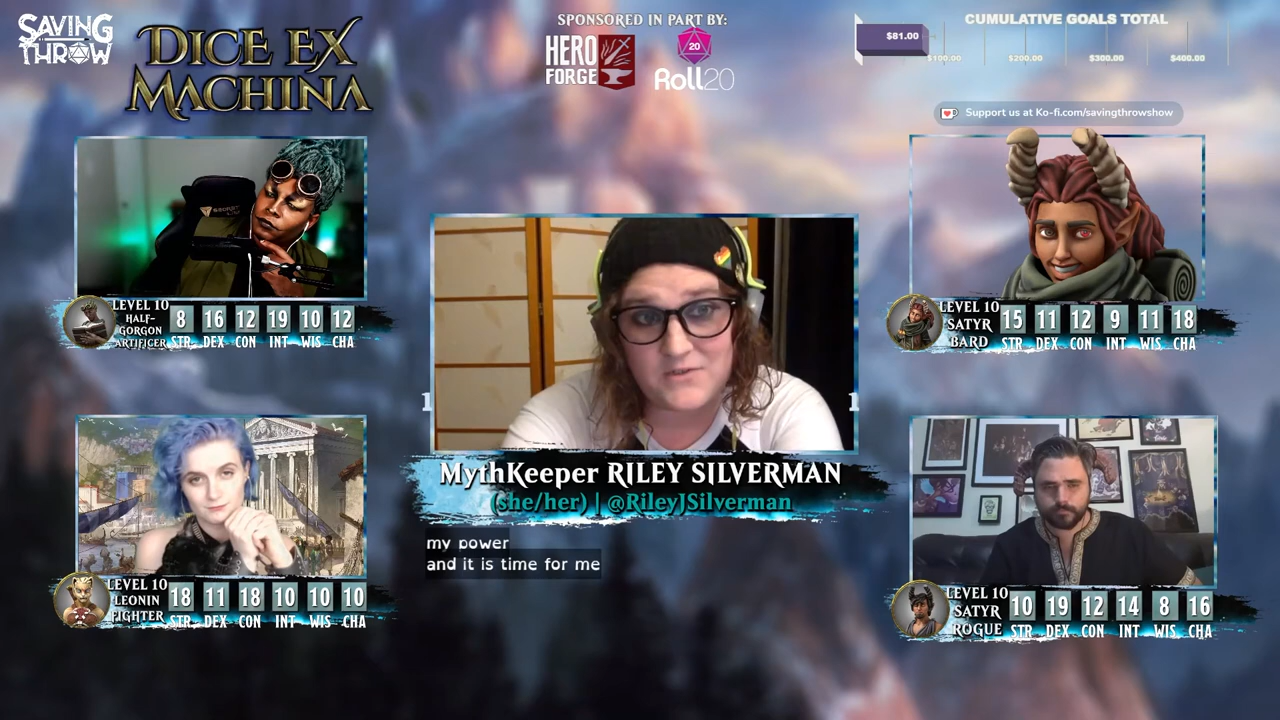 SAVING
THROW
DICE EX
MACHINA
SPONSORED IN PART BY:
HERO
FORGE
20
Roll20
CUMULATIVE GOALS TOTAL
$81.00
$100.00 $200.00 $300.00 $400.00
Support us at Ko-fi.com/savingthrowshow
LEVEL 10
HALF-
GORGON
ARTIFICER
8 16 12 19 10 12
STR DEX CON INT WIS CHA
LEVEL 10
SATYR
BARD
15 11 12 9 11 18
STR DEX CON INT WIS CHA
1 1
MythKeeper RILEY SILVERMAN
(she/her) | @RileyJSilverman
my power
and it is time for me
LEVEL 10
LEONIN
FIGHTER
18 11 18 10 10 10
STR DEX CON INT WIS CHA
LEVEL 10
SATYR
ROGUE
10 19 12 14 8 16
STR DEX CON INT WIS CHA